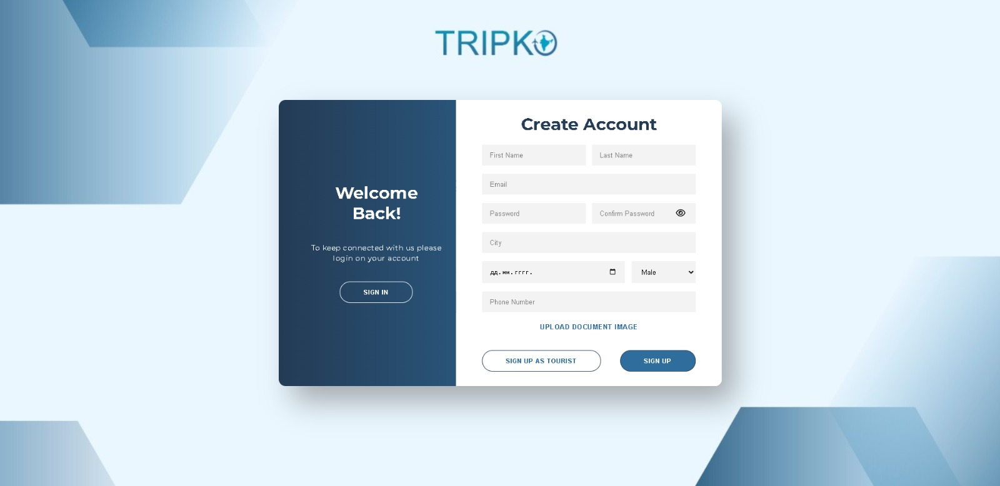 TRIPKO
Create Account
First Name
Last Name
Email
Password
Confirm Password
City
дд.мм.гггг.
Male
Phone Number
UPLOAD DOCUMENT IMAGE
SIGN UP AS TOURIST
SIGN UP
Welcome
Back!
To keep connected with us please
login on your account
SIGN IN